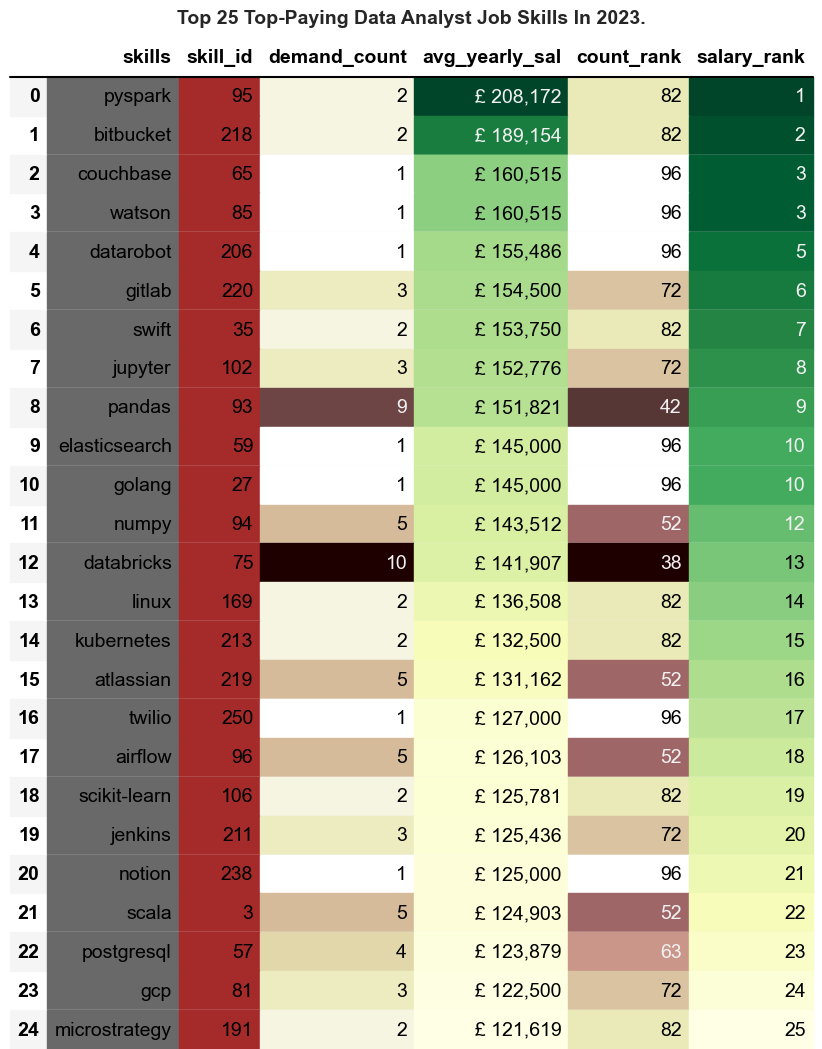 Top 25 Top-Paying Data Analyst Job Skills In 2023.
skills skill_id demand_count avg_yearly_sal count_rank salary_rank
0 pyspark 95 2 £ 208,172 82 1
1 bitbucket 218 2 £ 189,154 82 2
2 couchbase 65 1 £ 160,515 96 3
3 watson 85 1 £ 160,515 96 3
4 datarobot 206 1 £ 155,486 96 5
5 gitlab 220 3 £ 154,500 72 6
6 swift 35 2 £ 153,750 82 7
7 jupyter 102 3 £ 152,776 72 8
8 pandas 93 9 £ 151,821 42 9
9 elasticsearch 59 1 £ 145,000 96 10
10 golang 27 1 £ 145,000 96 10
11 numpy 94 5 £ 143,512 52 12
12 databricks 75 10 £ 141,907 38 13
13 linux 169 2 £ 136,508 82 14
14 kubernetes 213 2 £ 132,500 82 15
15 atlassian 219 5 £ 131,162 52 16
16 twilio 250 1 £ 127,000 96 17
17 airflow 96 5 £ 126,103 52 18
18 scikit-learn 106 2 £ 125,781 82 19
19 jenkins 211 3 £ 125,436 72 20
20 notion 238 1 £ 125,000 96 21
21 scala 3 5 £ 124,903 52 22
22 postgresql 57 4 £ 123,879 63 23
23 gcp 81 3 £ 122,500 72 24
24 microstrategy 191 2 £ 121,619 82 25